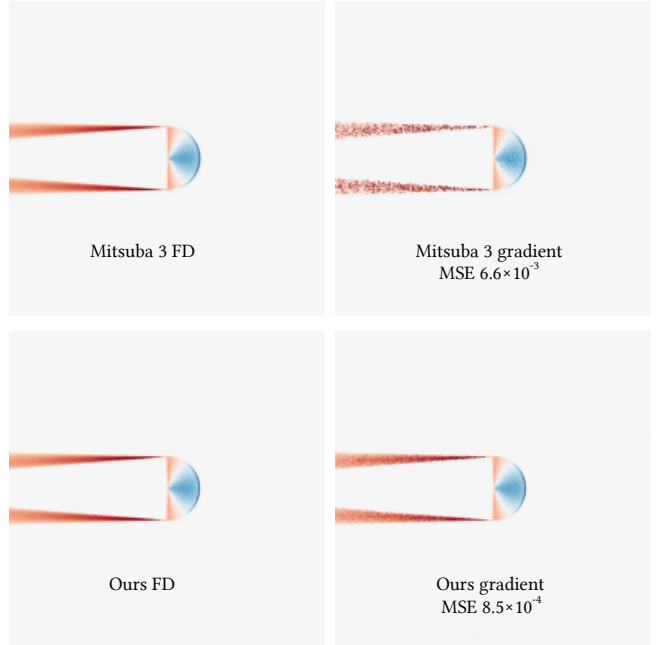 Mitsuba 3 FD
Mitsuba 3 gradient
MSE 6.6×10⁻³
Ours FD
Ours gradient
MSE 8.5×10⁻⁴